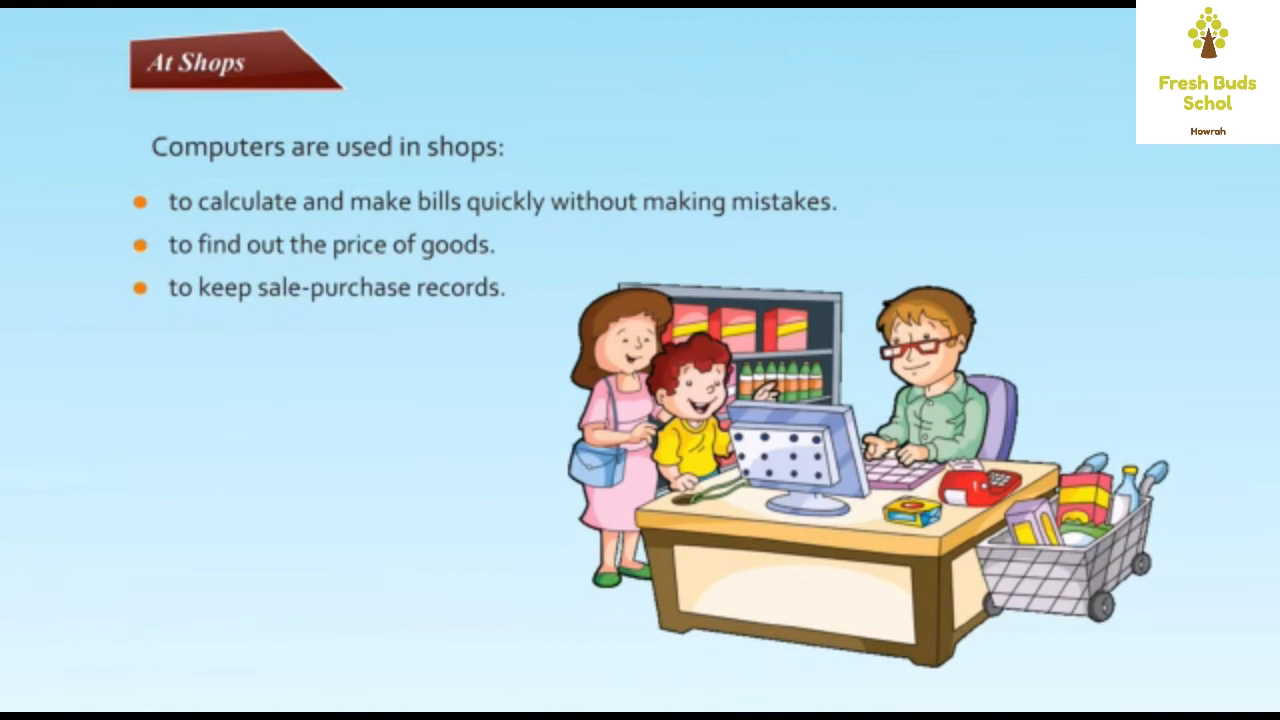 At Shops
Fresh Buds
Schol
Howrah
Computers are used in shops:
to calculate and make bills quickly without making mistakes.
to find out the price of goods.
to keep sale-purchase records.